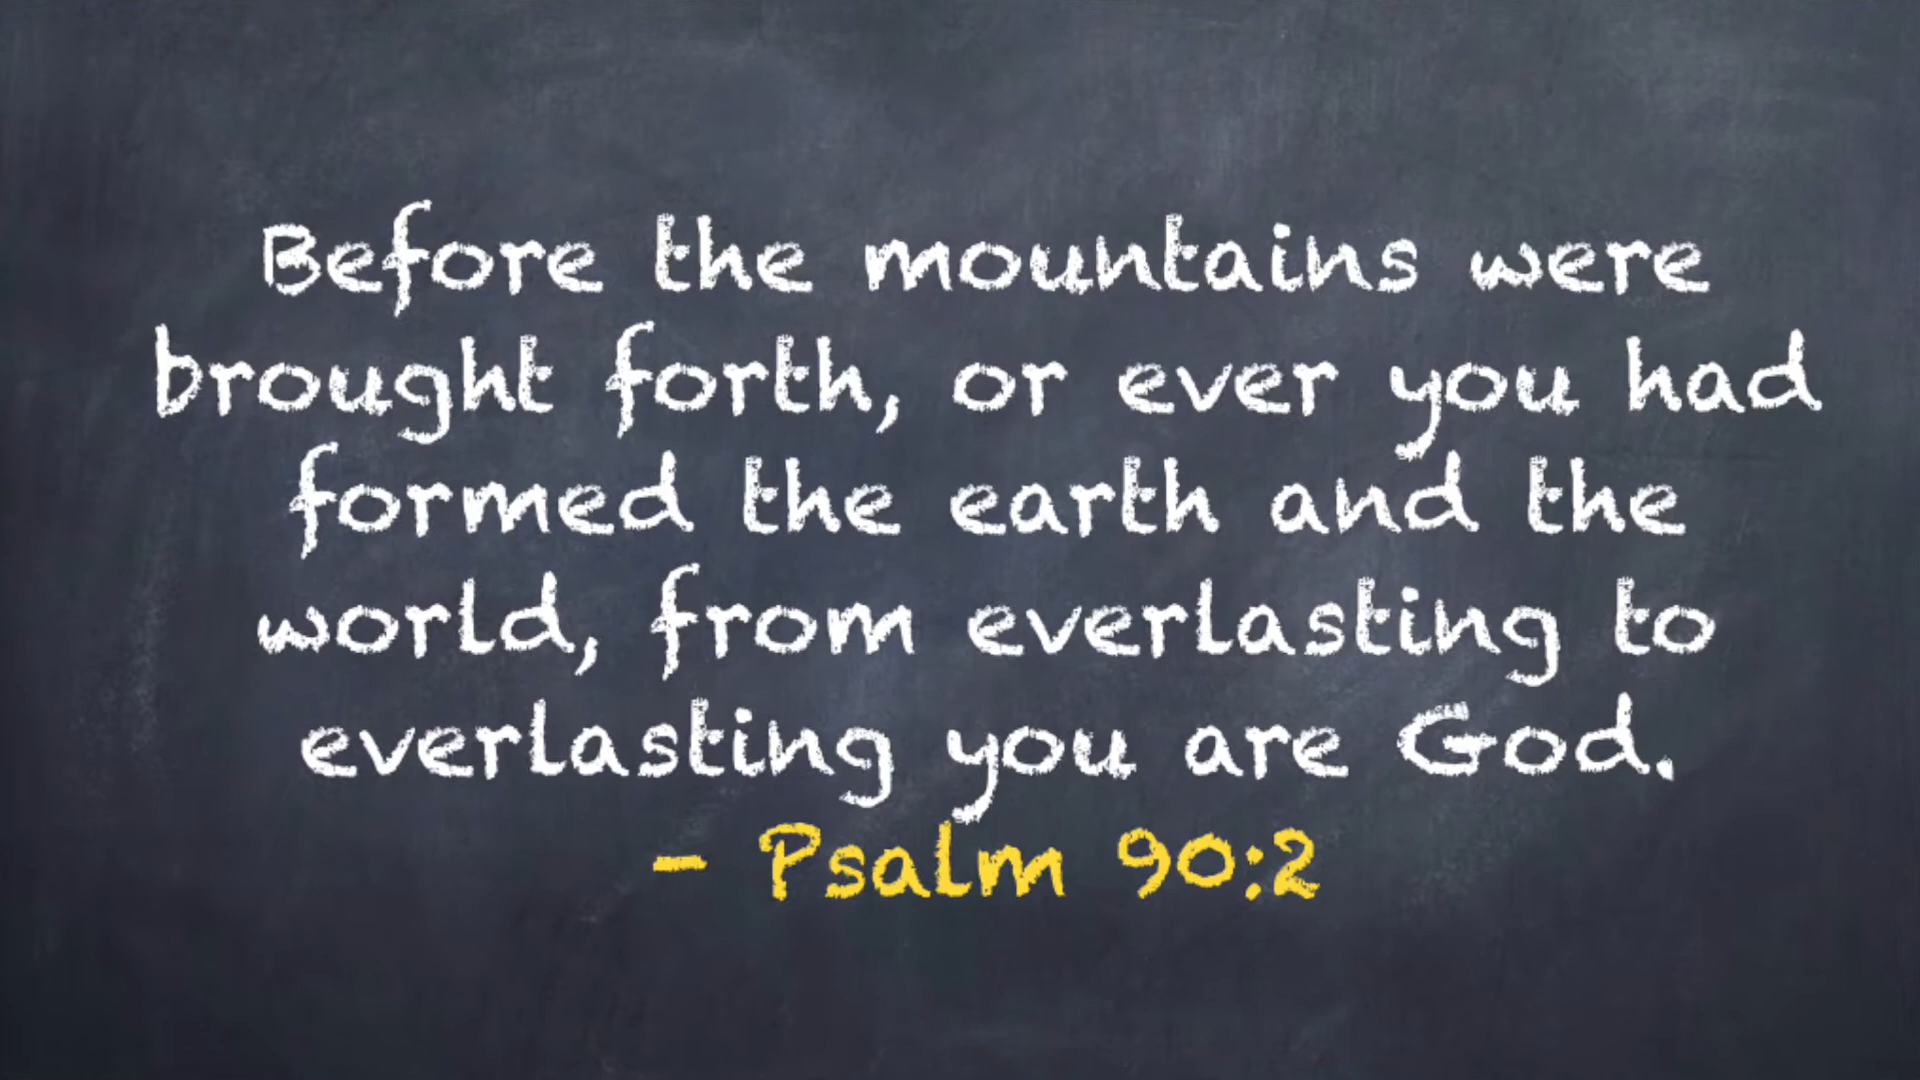 Before the mountains were
brought forth, or ever you had
formed the earth and the
world, from everlasting to
everlasting you are God.
- Psalm 90:2